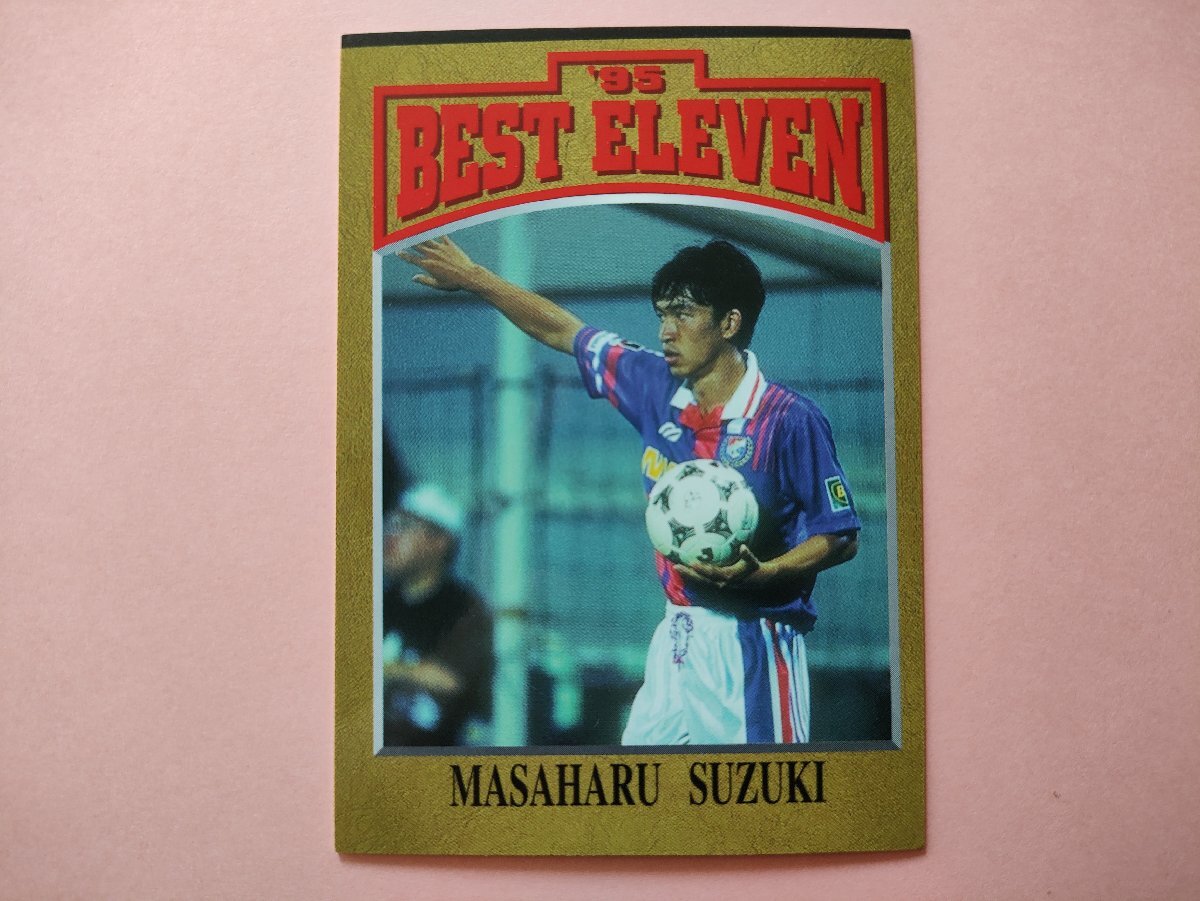 '95
BEST ELEVEN
MASAHARU SUZUKI